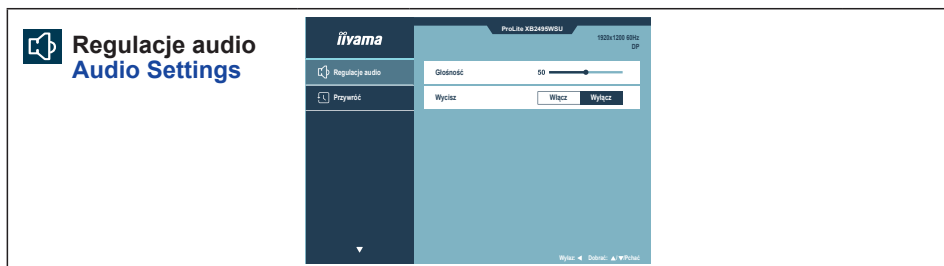 Regulacje audio
Audio Settings
iiyama
ProLite XB2495WSU
1920x1200 60Hz
DP
Regulacje audio
Głośność 50
Przywróć
Wycisz Włącz Wyłącz
Wyłaz: ◄ Dobrać: ▲/▼/Pchać